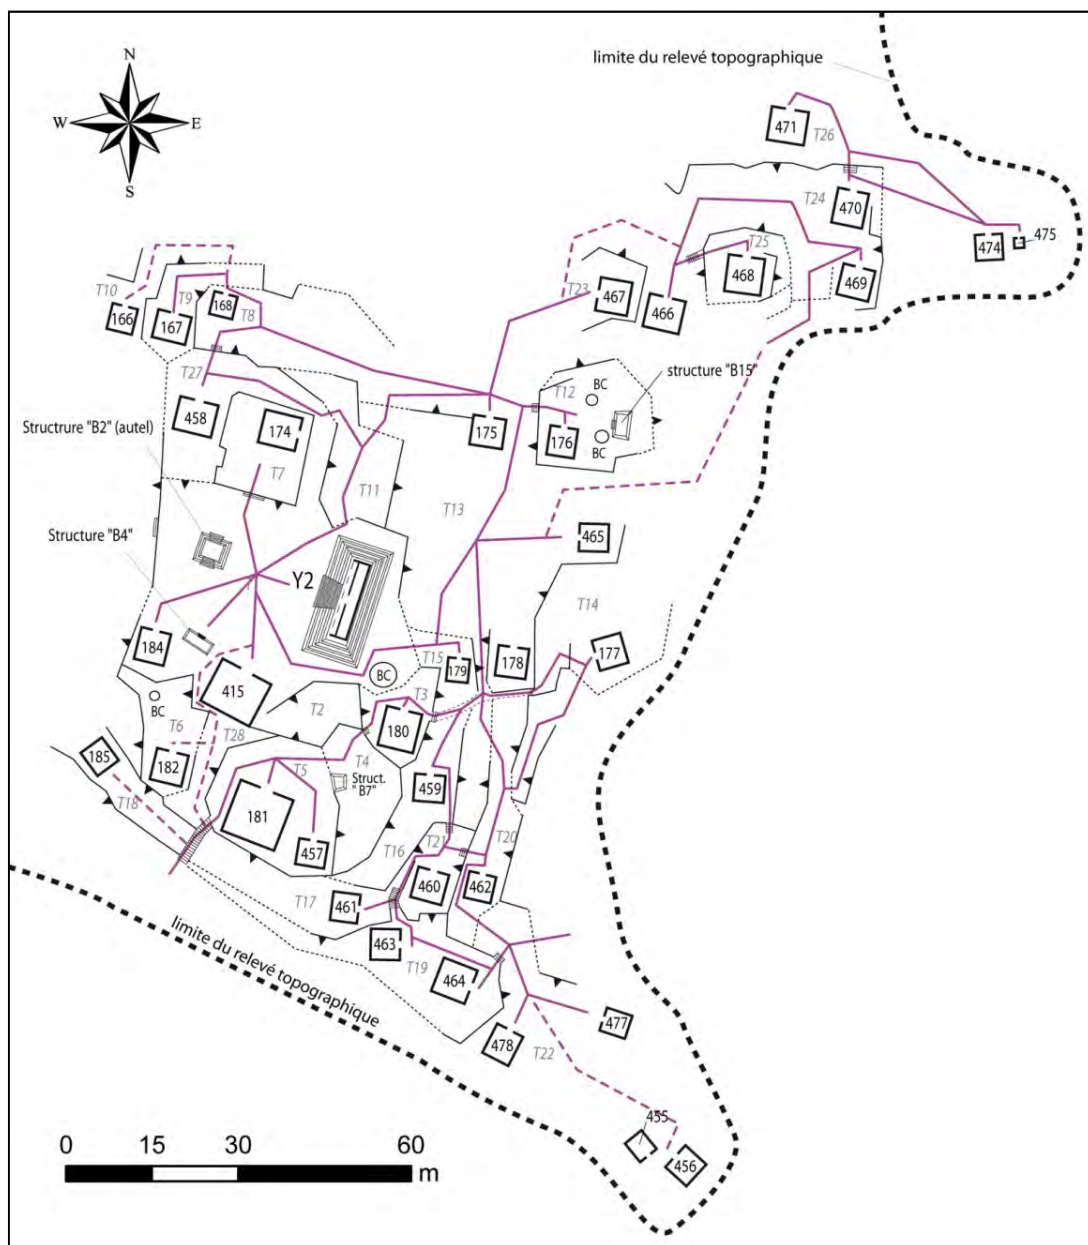 limite du relevé topographique
N
W E
S
471
T26
T24
470
475
474
T25
468
469
T10
T9
168
T8
166
167
T23
467
466
structure "B15"
BC
T12
T27
458
174
175
176
BC
Structrure "B2" (autel)
T7
T11
T13
465
Structure "B4"
Y2
T14
184
T15
178
177
179
BC
415
BC
T6
T2
T3
180
T28
185
182
T4
T5
Struct.
" B7"
459
T18
181
457
T16
T21
T20
460
462
T17
461
463
limite du relevé topographique
T19
464
477
478
T22
455
456
0 15 30 60
m